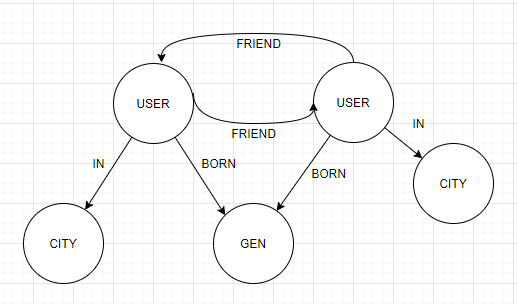 FRIEND
USER
USER
FRIEND
IN
IN
BORN
BORN
CITY
CITY
GEN